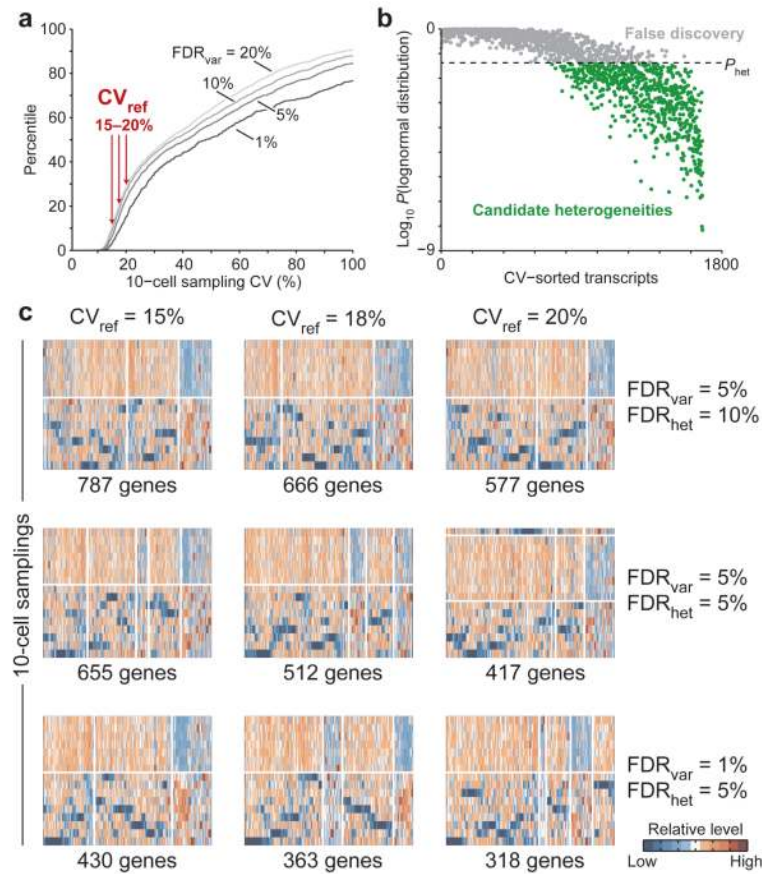 a
Percentile
100
80
60
40
20
0
0
20
40
60
80
100
10-cell sampling CV (%)
FDRvar = 20%
10%
5%
1%
CVref
15–20%
b
Log10 P(lognormal distribution)
0
−9
False discovery
Phet
Candidate heterogeneities
0
1800
CV−sorted transcripts
c
CVref = 15%
CVref = 18%
CVref = 20%
10-cell samplings
FDRvar = 5%
FDRhet = 10%
787 genes
666 genes
577 genes
FDRvar = 5%
FDRhet = 5%
655 genes
512 genes
417 genes
FDRvar = 1%
FDRhet = 5%
430 genes
363 genes
318 genes
Relative level
Low
High